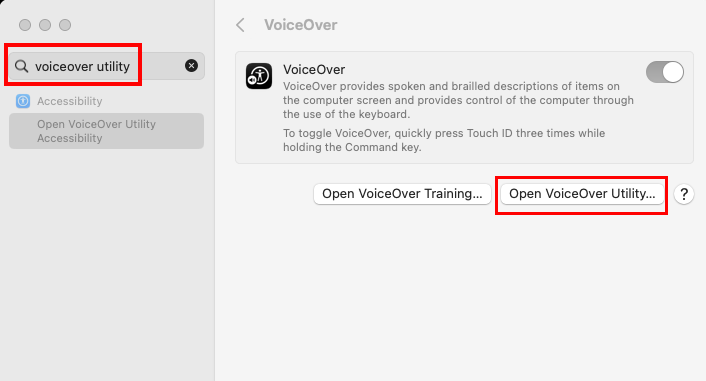 voiceover utility
Accessibility
Open VoiceOver Utility
Accessibility
VoiceOver
VoiceOver
VoiceOver provides spoken and brailled descriptions of items on
the computer screen and provides control of the computer through
the use of the keyboard.
To toggle VoiceOver, quickly press Touch ID three times while
holding the Command key.
Open VoiceOver Training...
Open VoiceOver Utility...
?